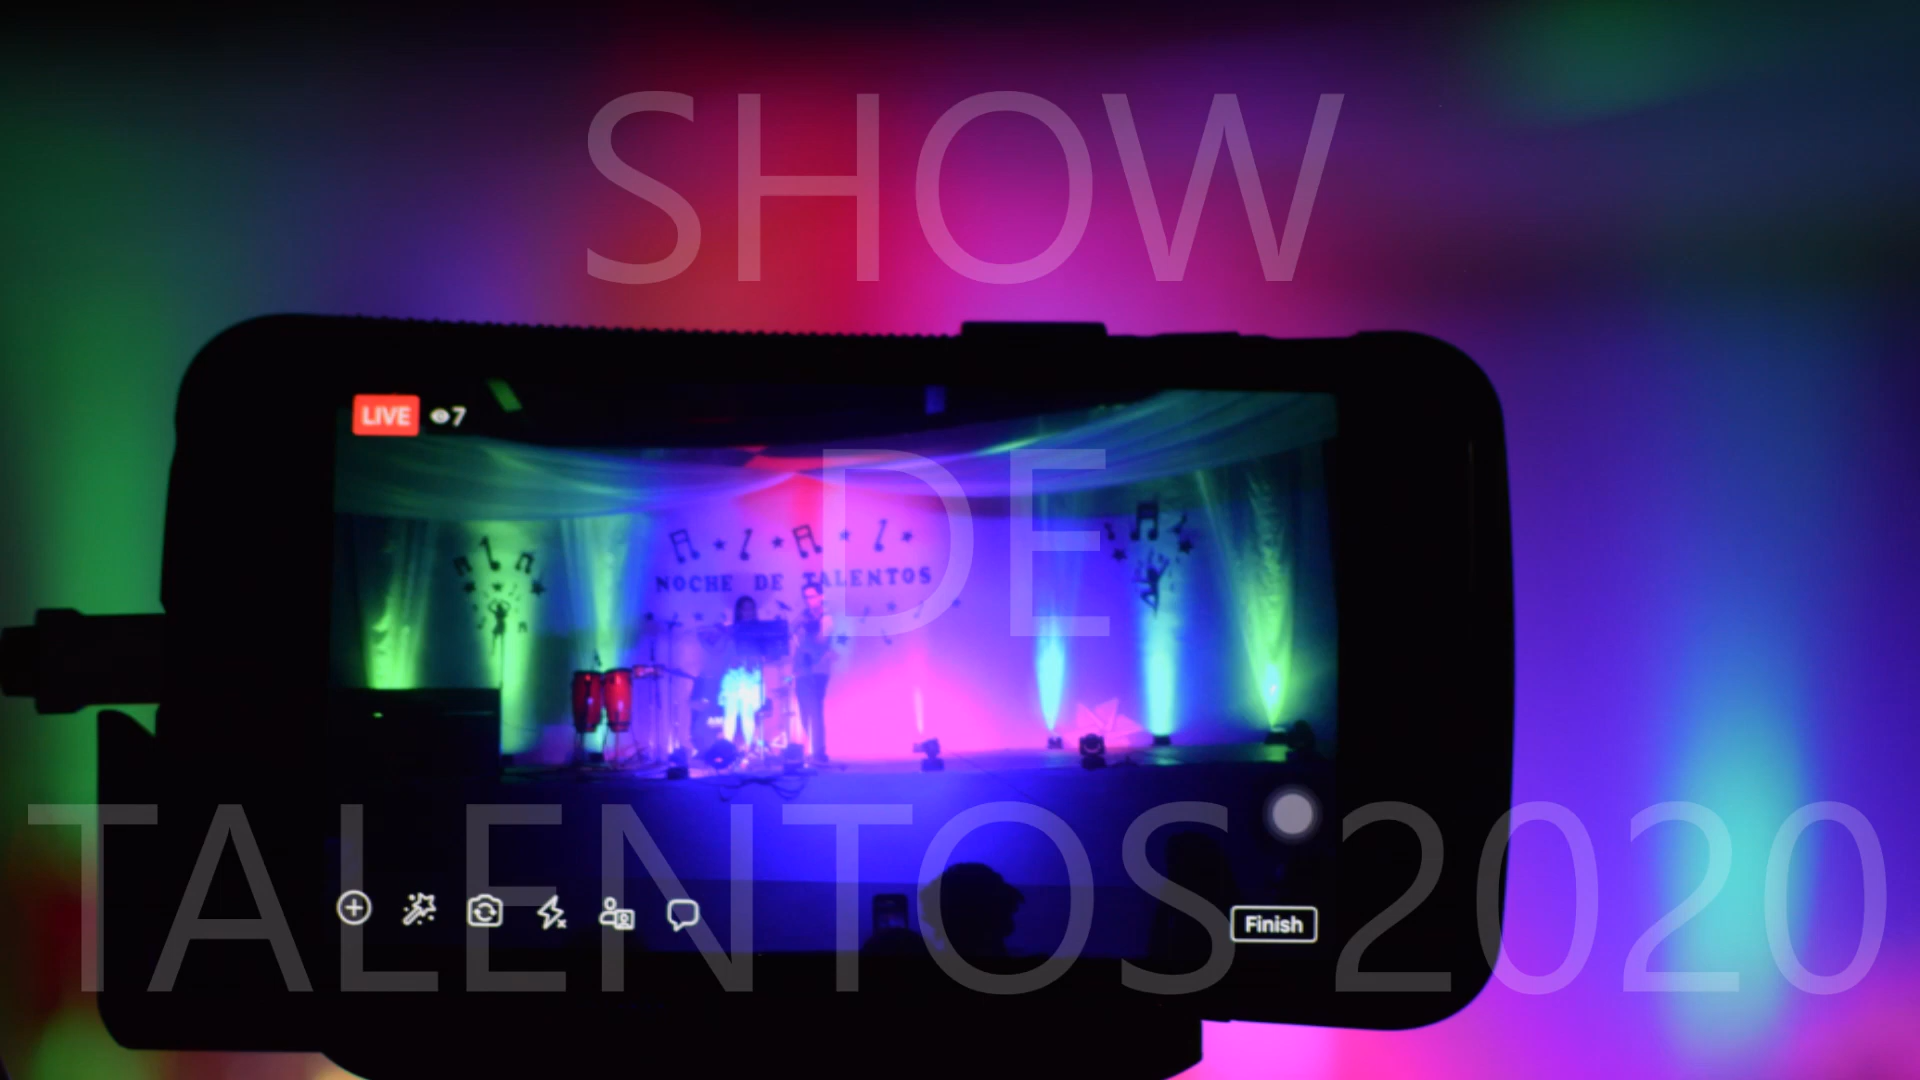 SHOW
LIVE 7
DE
NOCHE DE TALENTOS
TALENTOS 2020
Finish